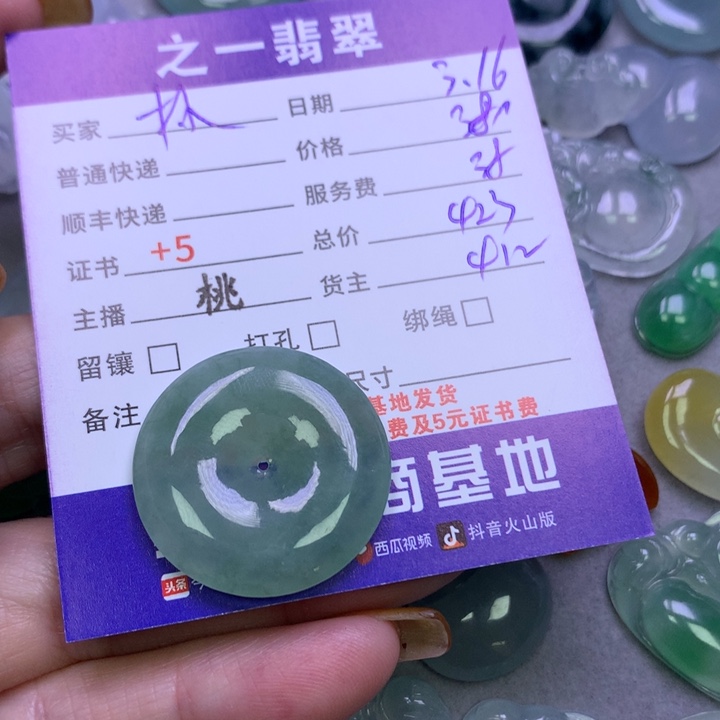 之一翡翠
买家 林 日期 3.16
普通快递 价格
顺丰快递 服务费
证书 +5 总价 423
主播 桃 货主 412
留镶 □ 打孔 □ 绑绳 □
备注 尺寸
基地发货
费及5元证书费
商基地
头条 西瓜视频 抖音火山版